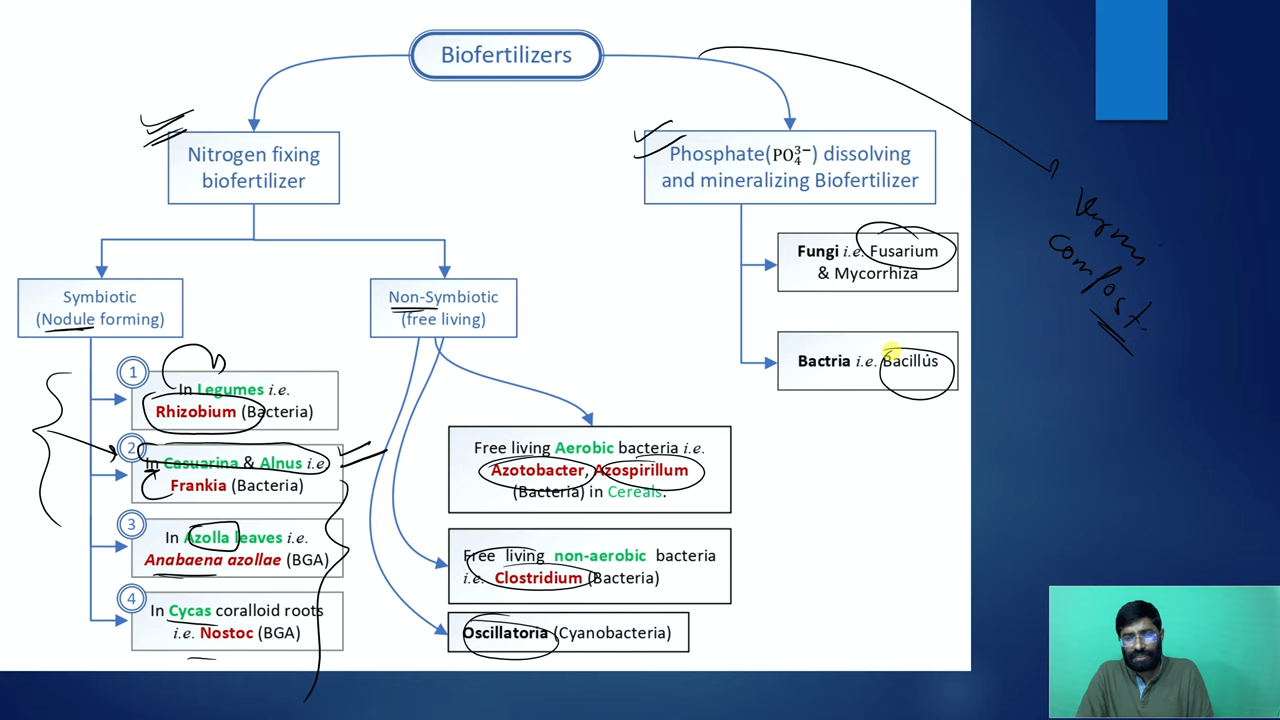 Biofertilizers
Nitrogen fixing
biofertilizer
Phosphate(PO₄³⁻) dissolving
and mineralizing Biofertilizer
Symbiotic
(Nodule forming)
Non-Symbiotic
(free living)
1
In Legumes i.e.
Rhizobium (Bacteria)
2
In Casuarina & Alnus i.e.
Frankia (Bacteria)
3
In Azolla leaves i.e.
Anabaena azollae (BGA)
4
In Cycas coralloid roots
i.e. Nostoc (BGA)
Free living Aerobic bacteria i.e.
Azotobacter, Azospirillum
(Bacteria) in Cereals.
Free living non-aerobic bacteria
i.e. Clostridium (Bacteria)
Oscillatoria (Cyanobacteria)
Fungi i.e. Fusarium
& Mycorrhiza
Bactria i.e. Bacillus
compost